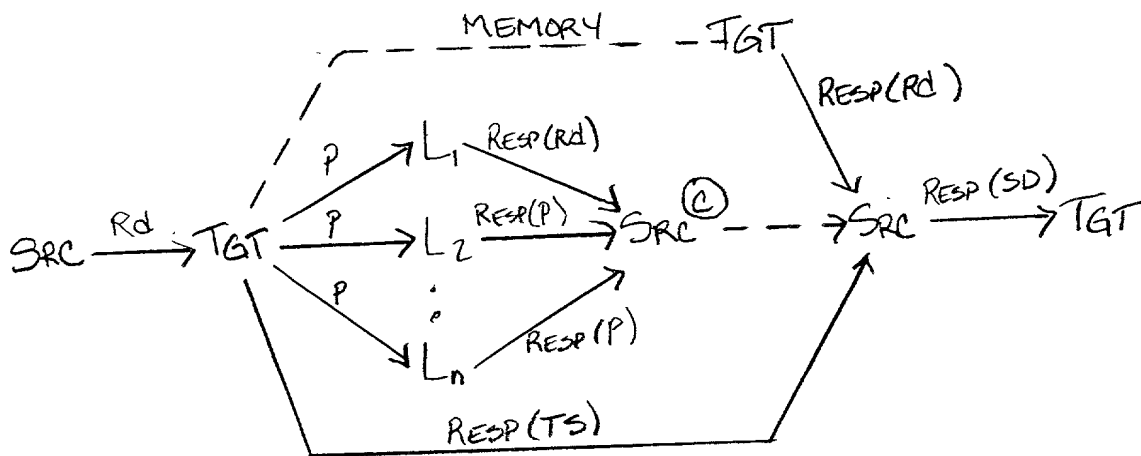 MEMORY
TGT
RESP(Rd)
P
L1
RESP(Rd)
SRC
Rd
TGT
P
L2
RESP(P)
SRC
C
SRC
RESP(SD)
TGT
P
Ln
RESP(P)
RESP(TS)